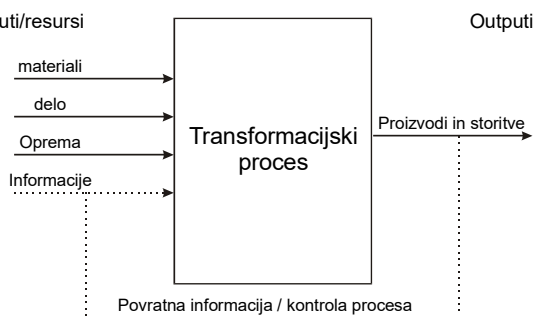 uti/resursi
Outputi
materiali
delo
Oprema
Informacije
Transformacijski
proces
Proizvodi in storitve
Povratna informacija / kontrola procesa